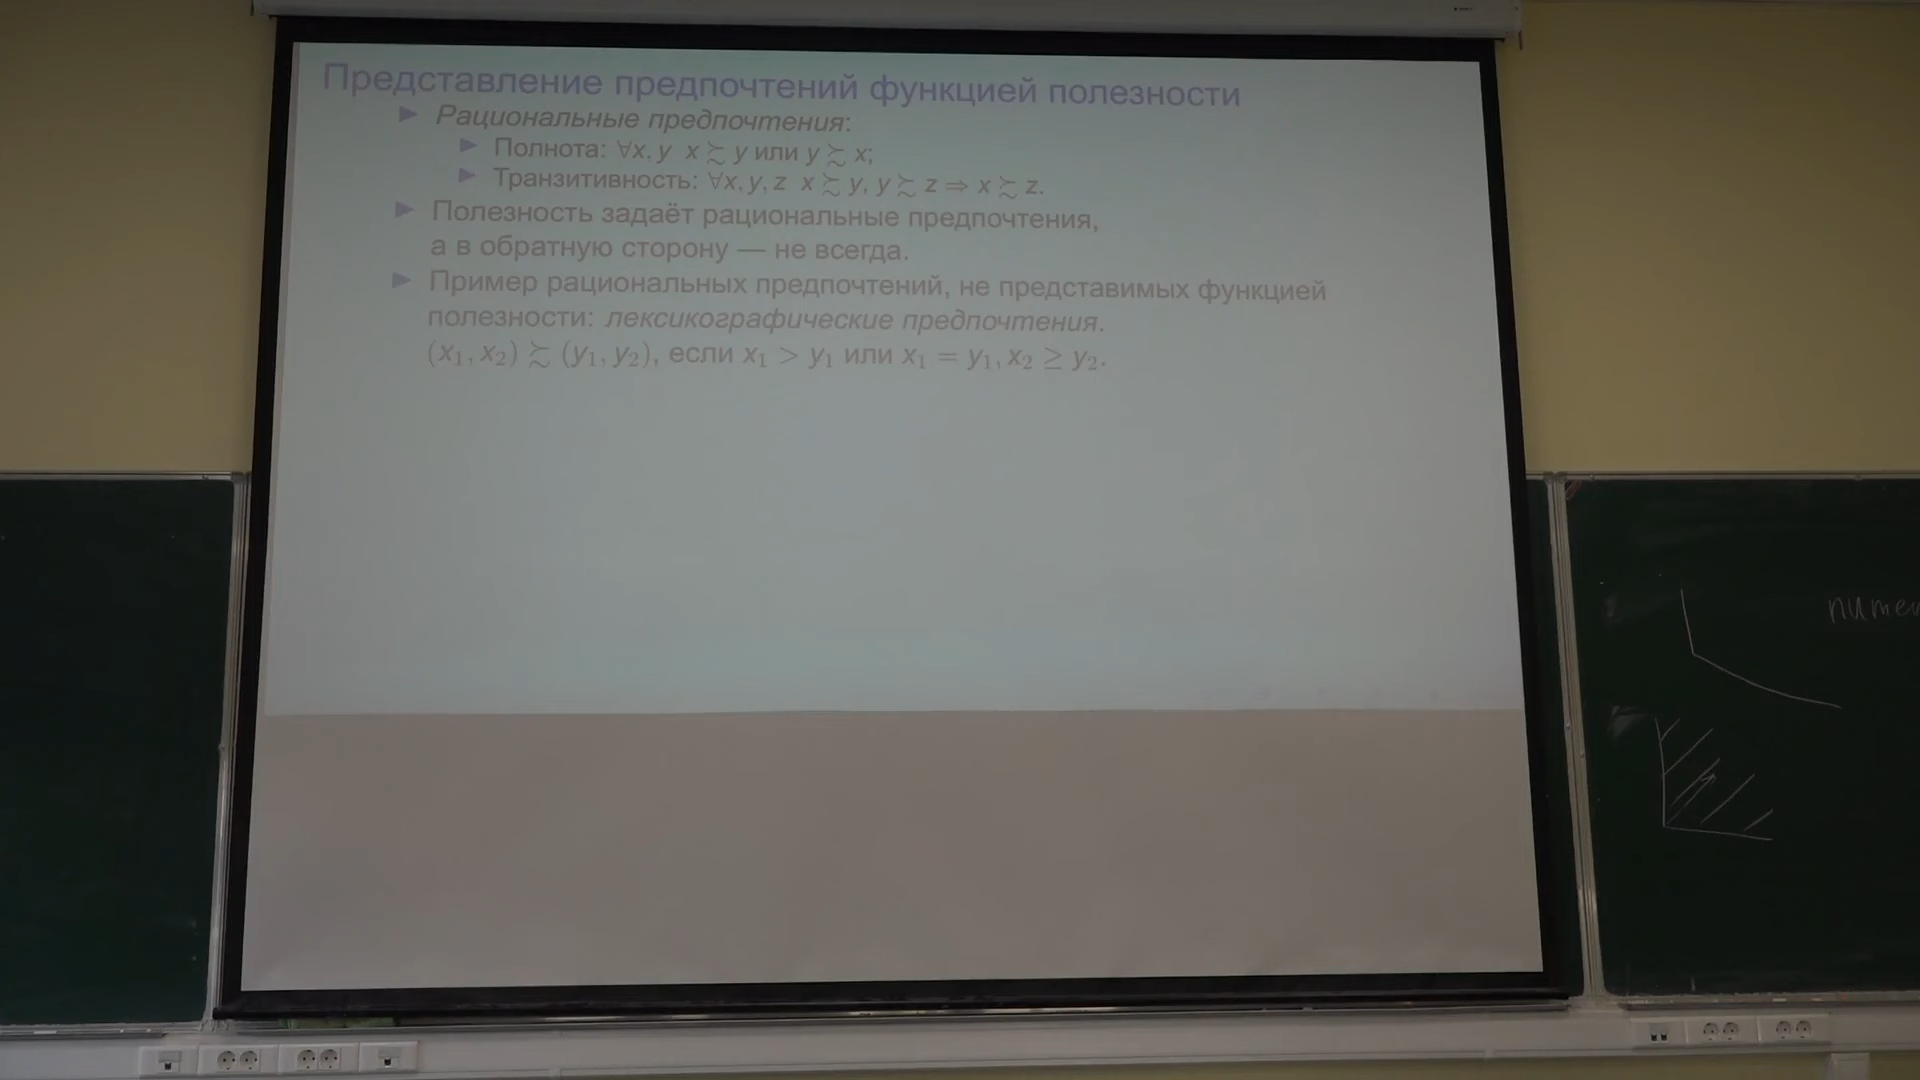 Представление предпочтений функцией полезности
Рациональные предпочтения:
Полнота: ∀x, y x ≿ y или y ≿ x;
Транзитивность: ∀x, y, z x ≿ y, y ≿ z ⇒ x ≿ z.
Полезность задаёт рациональные предпочтения,
а в обратную сторону — не всегда.
Пример рациональных предпочтений, не представимых функцией
полезности: лексикографические предпочтения.
(x₁, x₂) ≿ (y₁, y₂), если x₁ > y₁ или x₁ = y₁, x₂ ≥ y₂.